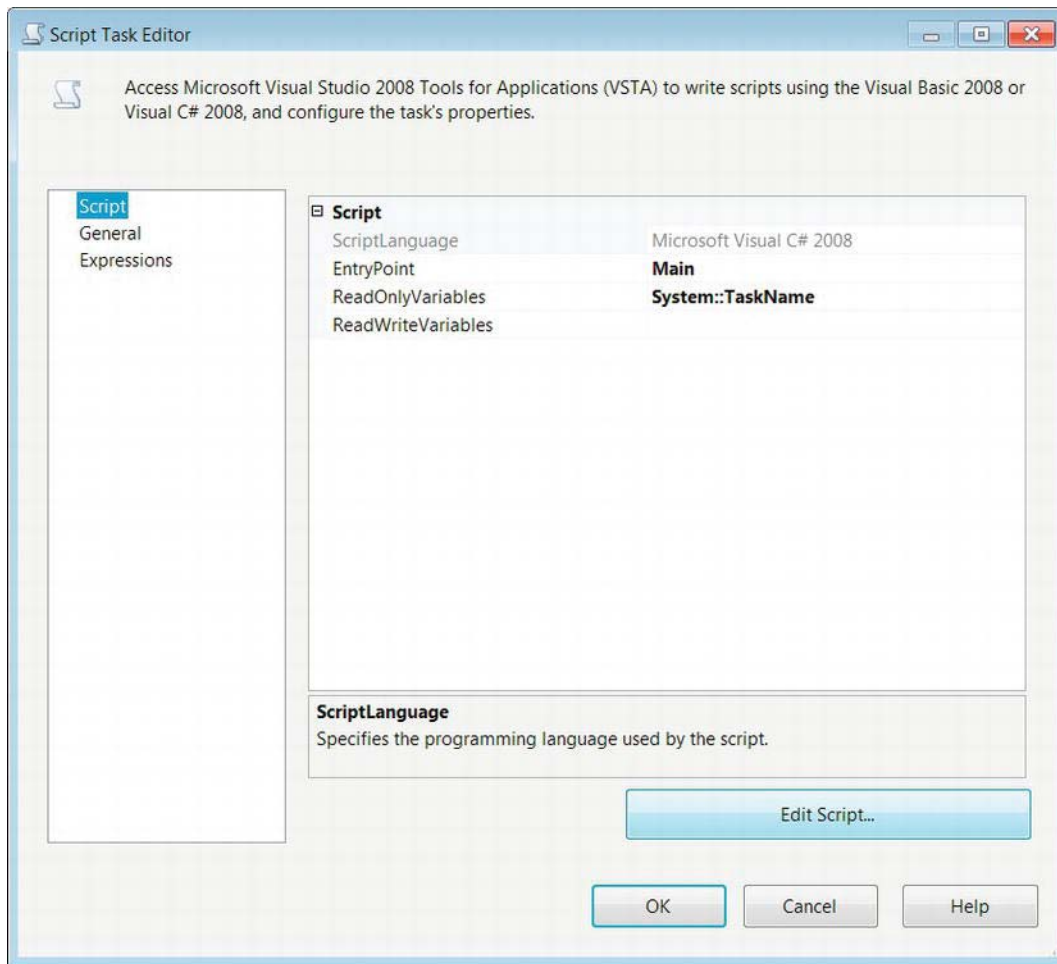 Script Task Editor
Access Microsoft Visual Studio 2008 Tools for Applications (VSTA) to write scripts using the Visual Basic 2008 or
Visual C# 2008, and configure the task's properties.
Script
General
Expressions
Script
ScriptLanguage Microsoft Visual C# 2008
EntryPoint Main
ReadOnlyVariables System::TaskName
ReadWriteVariables
ScriptLanguage
Specifies the programming language used by the script.
Edit Script...
OK Cancel Help